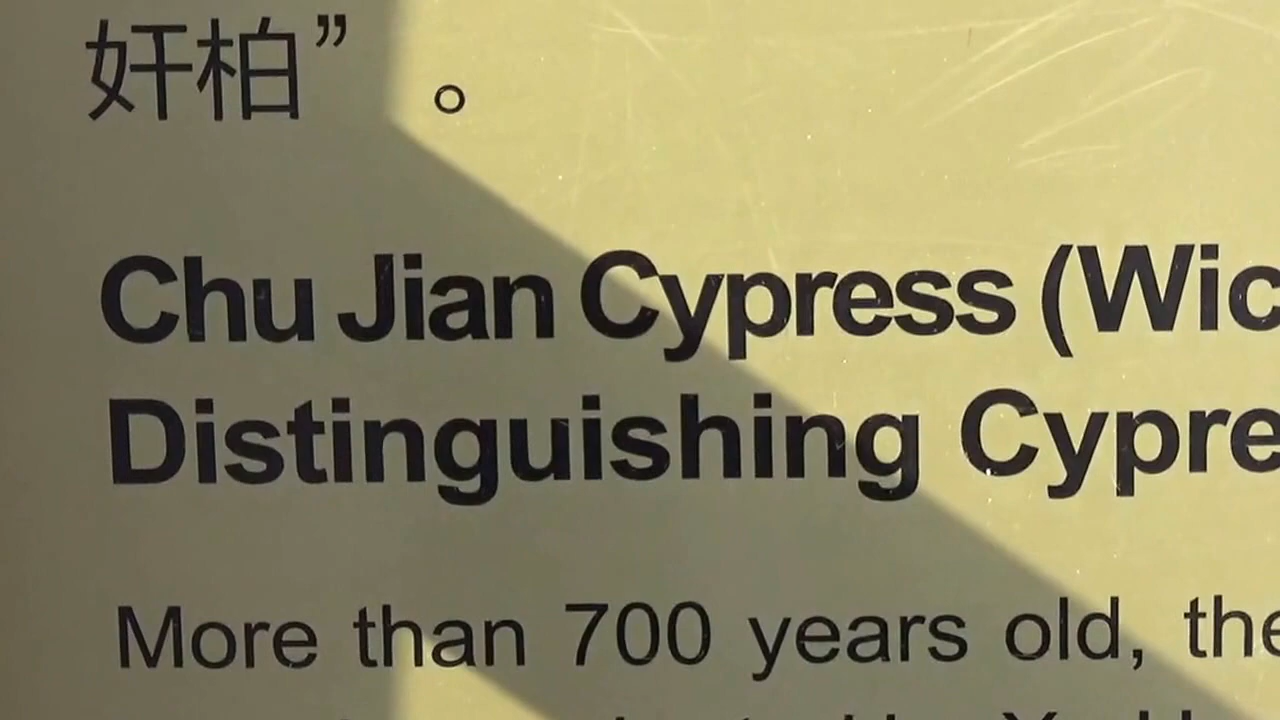 奸柏”。
Chu Jian Cypress (Wic
Distinguishing Cypre
More than 700 years old, the